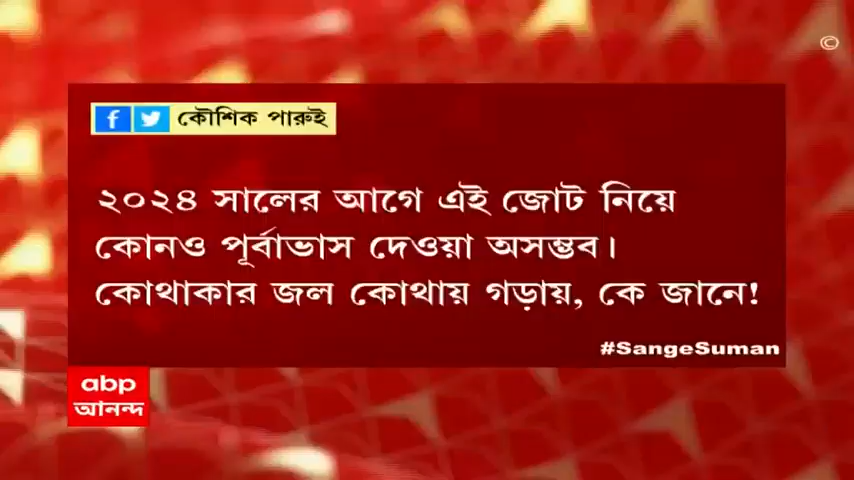 ©
কৌশিক পারুই
২০২৪ সালের আগে এই জোট নিয়ে
কোনও পূর্বাভাস দেওয়া অসম্ভব।
কোথাকার জল কোথায় গড়ায়, কে জানে!
#SangeSuman
abp
আনন্দ